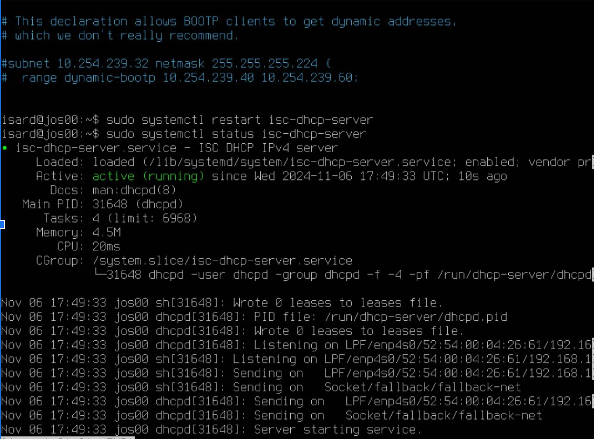 # This declaration allows BOOTP clients to get dynamic addresses,
# which we don't really recommend.
#subnet 10.254.239.32 netmask 255.255.255.224 {
#  range dynamic-bootp 10.254.239.40 10.254.239.60;
isard@jos00:~$ sudo systemctl restart isc-dhcp-server
isard@jos00:~$ sudo systemctl status isc-dhcp-server
● isc-dhcp-server.service - ISC DHCP IPv4 server
     Loaded: loaded (/lib/systemd/system/isc-dhcp-server.service; enabled; vendor pr
     Active: active (running) since Wed 2024-11-06 17:49:33 UTC; 10s ago
       Docs: man:dhcpd(8)
   Main PID: 31648 (dhcpd)
      Tasks: 4 (limit: 6968)
     Memory: 4.5M
        CPU: 20ms
     CGroup: /system.slice/isc-dhcp-server.service
             └─31648 dhcpd -user dhcpd -group dhcpd -f -4 -pf /run/dhcp-server/dhcpd
Nov 06 17:49:33 jos00 sh[31648]: Wrote 0 leases to leases file.
Nov 06 17:49:33 jos00 dhcpd[31648]: PID file: /run/dhcp-server/dhcpd.pid
Nov 06 17:49:33 jos00 dhcpd[31648]: Wrote 0 leases to leases file.
Nov 06 17:49:33 jos00 dhcpd[31648]: Listening on LPF/enp4s0/52:54:00:04:26:61/192.16
Nov 06 17:49:33 jos00 sh[31648]: Listening on LPF/enp4s0/52:54:00:04:26:61/192.168.1
Nov 06 17:49:33 jos00 sh[31648]: Sending on   LPF/enp4s0/52:54:00:04:26:61/192.168.1
Nov 06 17:49:33 jos00 sh[31648]: Sending on   Socket/fallback/fallback-net
Nov 06 17:49:33 jos00 dhcpd[31648]: Sending on   LPF/enp4s0/52:54:00:04:26:61/192.16
Nov 06 17:49:33 jos00 dhcpd[31648]: Sending on   Socket/fallback/fallback-net
Nov 06 17:49:33 jos00 dhcpd[31648]: Server starting service.